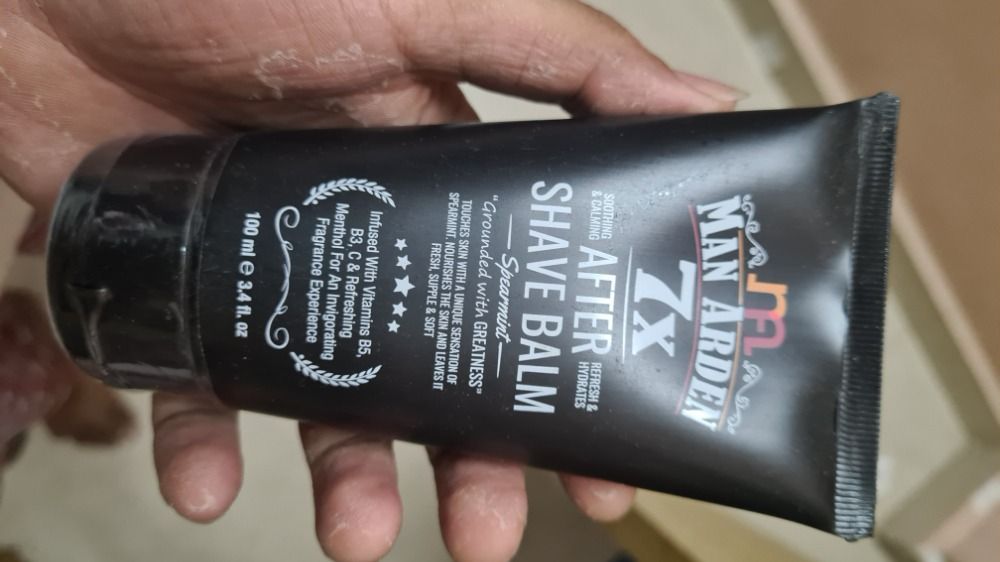 m
MAN ARDEN
7X
SOOTHING
& CALMING
AFTER
REFRESH &
HYDRATES
SHAVE BALM
Spearmint
"Grounded with GREATNESS"
TOUCHES SKIN WITH A UNIQUE SENSATION OF
SPEARMINT NOURISHES THE SKIN AND LEAVES IT
FRESH, SUPPLE & SOFT
Infused With Vitamins B5,
B3, C & Refreshing
Menthol For An Invigorating
Fragrance Experience
100 ml e 3.4 fl. oz